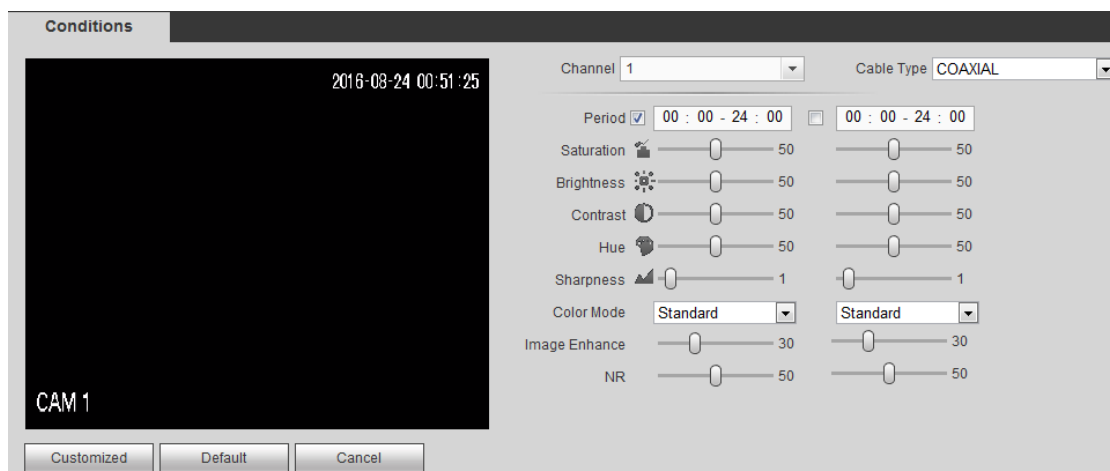 Conditions
2016-08-24 00:51:25
CAM 1
Channel 1 Cable Type COAXIAL
Period 00 : 00 - 24 : 00 00 : 00 - 24 : 00
Saturation 50 50
Brightness 50 50
Contrast 50 50
Hue 50 50
Sharpness 1 1
Color Mode Standard Standard
Image Enhance 30 30
NR 50 50
Customized Default Cancel